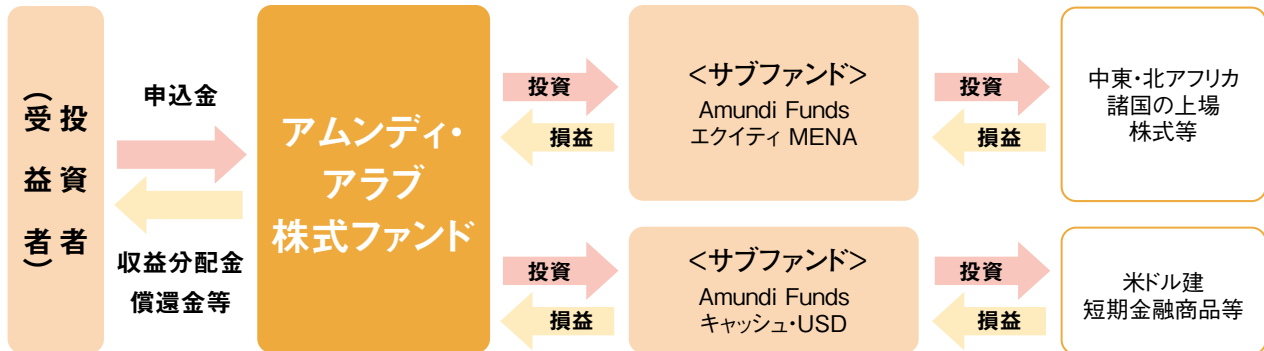 投資者
(受益者)
申込金
収益分配金
償還金等
アムンディ・
アラブ
株式ファンド
投資
損益
<サブファンド>
Amundi Funds
エクイティ MENA
投資
損益
中東・北アフリカ
諸国の上場
株式等
投資
損益
<サブファンド>
Amundi Funds
キャッシュ・USD
投資
損益
米ドル建
短期金融商品等